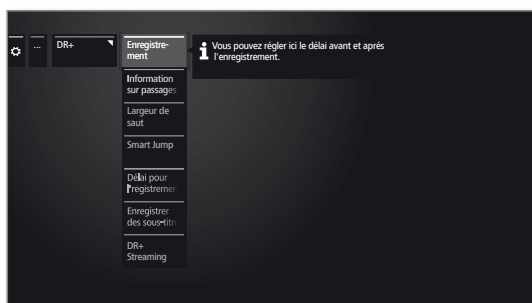 ...
DR+
Enregistre-
ment
Vous pouvez régler ici le délai avant et aprés
l'enregistrement.
Information
sur passages
Largeur de
saut
Smart Jump
Délai pour
l'registremen
Enregistrer
des sous-titr
DR+
Streaming